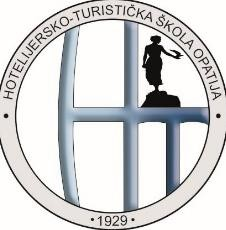 HOTELIJERSKO-TURISTIČKA ŠKOLA OPATIJA
• 1929 •